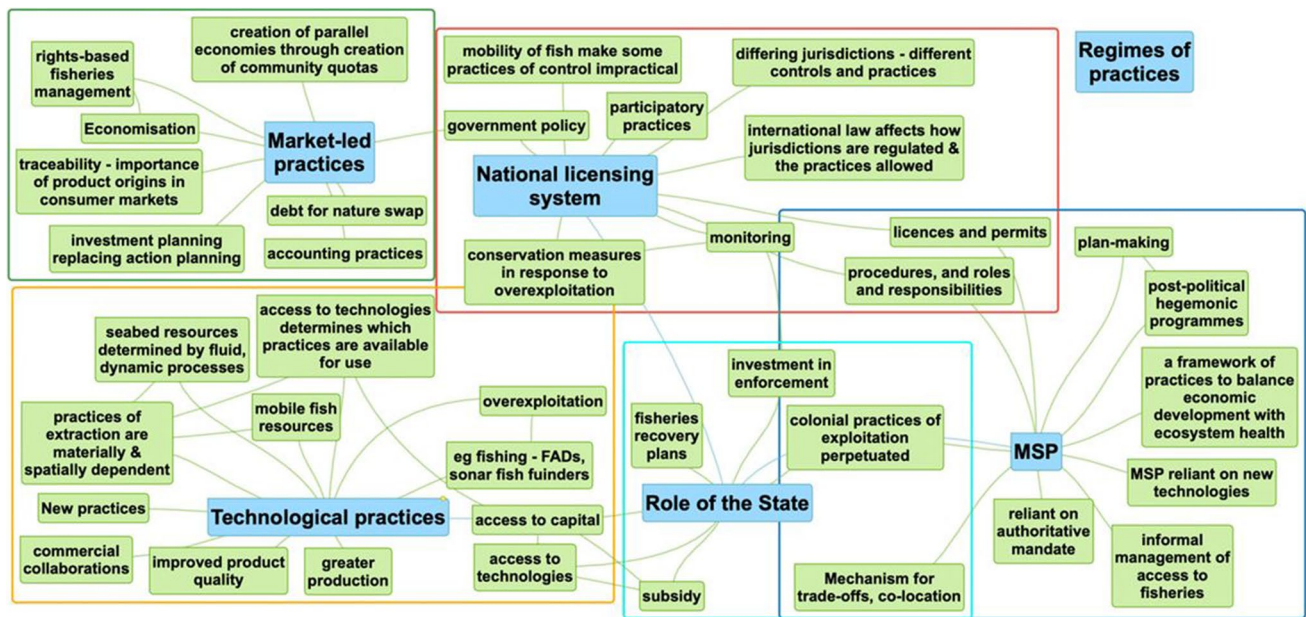 creation of parallel
economies through creation
of community quotas
rights-based
fisheries
management
Economisation
Market-led
practices
traceability - importance
of product origins in
consumer markets
debt for nature swap
investment planning
replacing action planning
accounting practices
mobility of fish make some
practices of control impractical
differing jurisdictions - different
controls and practices
participatory
practices
government policy
international law affects how
jurisdictions are regulated &
the practices allowed
National licensing
system
monitoring
licences and permits
conservation measures
in response to
overexploitation
procedures, and roles
and responsibilities
Regimes of
practices
plan-making
post-political
hegemonic
programmes
a framework of
practices to balance
economic
development with
ecosystem health
MSP
MSP reliant on new
technologies
reliant on
authoritative
mandate
informal
management of
access to
fisheries
Mechanism for
trade-offs, co-location
investment in
enforcement
fisheries
recovery
plans
colonial practices of
exploitation
perpetuated
Role of the State
subsidy
access to technologies
determines which
practices are available
for use
seabed resources
determined by fluid,
dynamic processes
overexploitation
mobile fish
resources
practices of
extraction are
materially &
spatially dependent
eg fishing - FADs,
sonar fish fuinders
New practices
Technological practices
access to capital
commercial
collaborations
improved product
quality
greater
production
access to
technologies